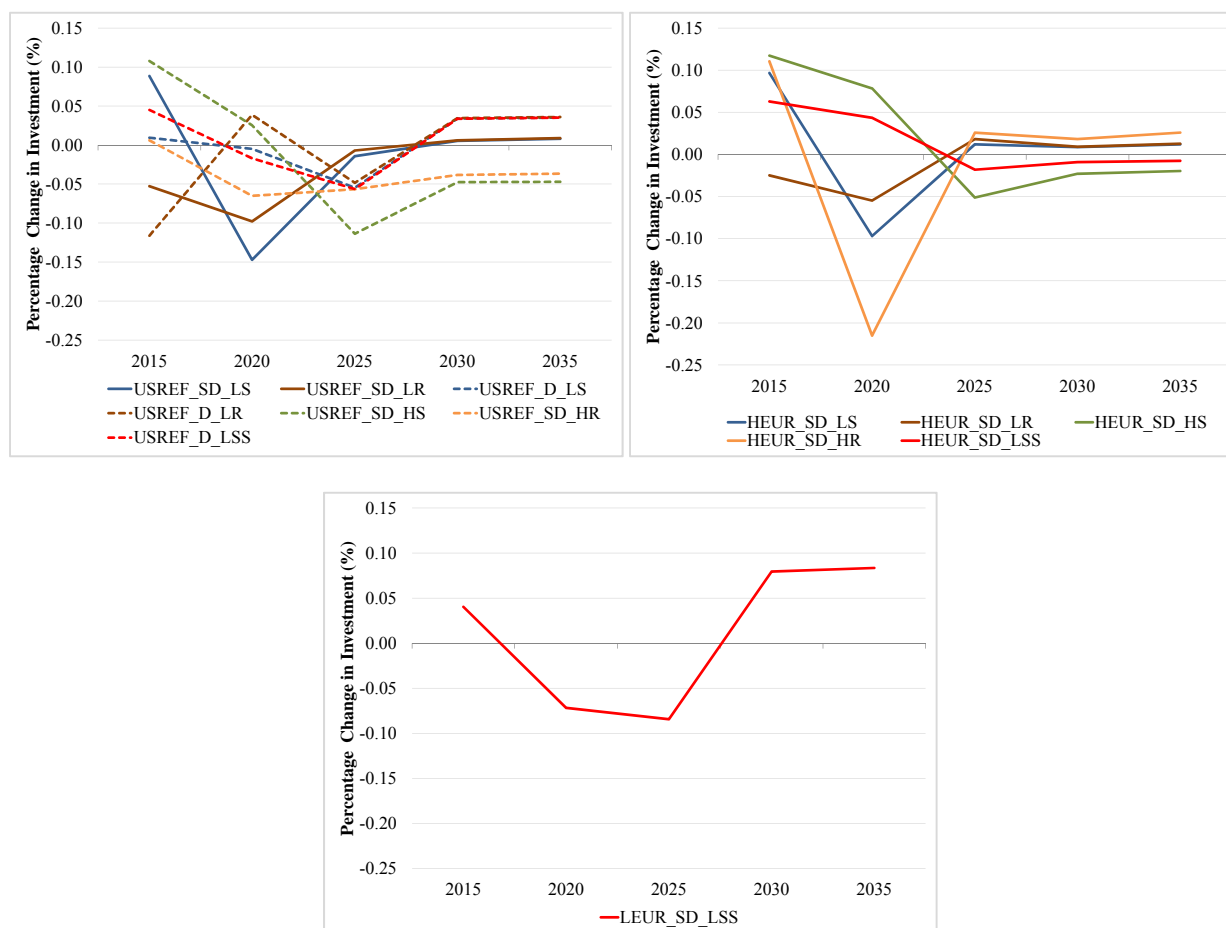 Percentage Change in Investment (%)
0.15
0.10
0.05
0.00
-0.05
-0.10
-0.15
-0.20
-0.25
2015 2020 2025 2030 2035
USREF_SD_LS USREF_SD_LR USREF_D_LS
USREF_D_LR USREF_SD_HS USREF_SD_HR
USREF_D_LSS
Percentage Change in Investment (%)
0.15
0.10
0.05
0.00
-0.05
-0.10
-0.15
-0.20
-0.25
2015 2020 2025 2030 2035
HEUR_SD_LS HEUR_SD_LR HEUR_SD_HS
HEUR_SD_HR HEUR_SD_LSS
Percentage Change in Investment (%)
0.15
0.10
0.05
0.00
-0.05
-0.10
-0.15
-0.20
-0.25
2015 2020 2025 2030 2035
LEUR_SD_LSS